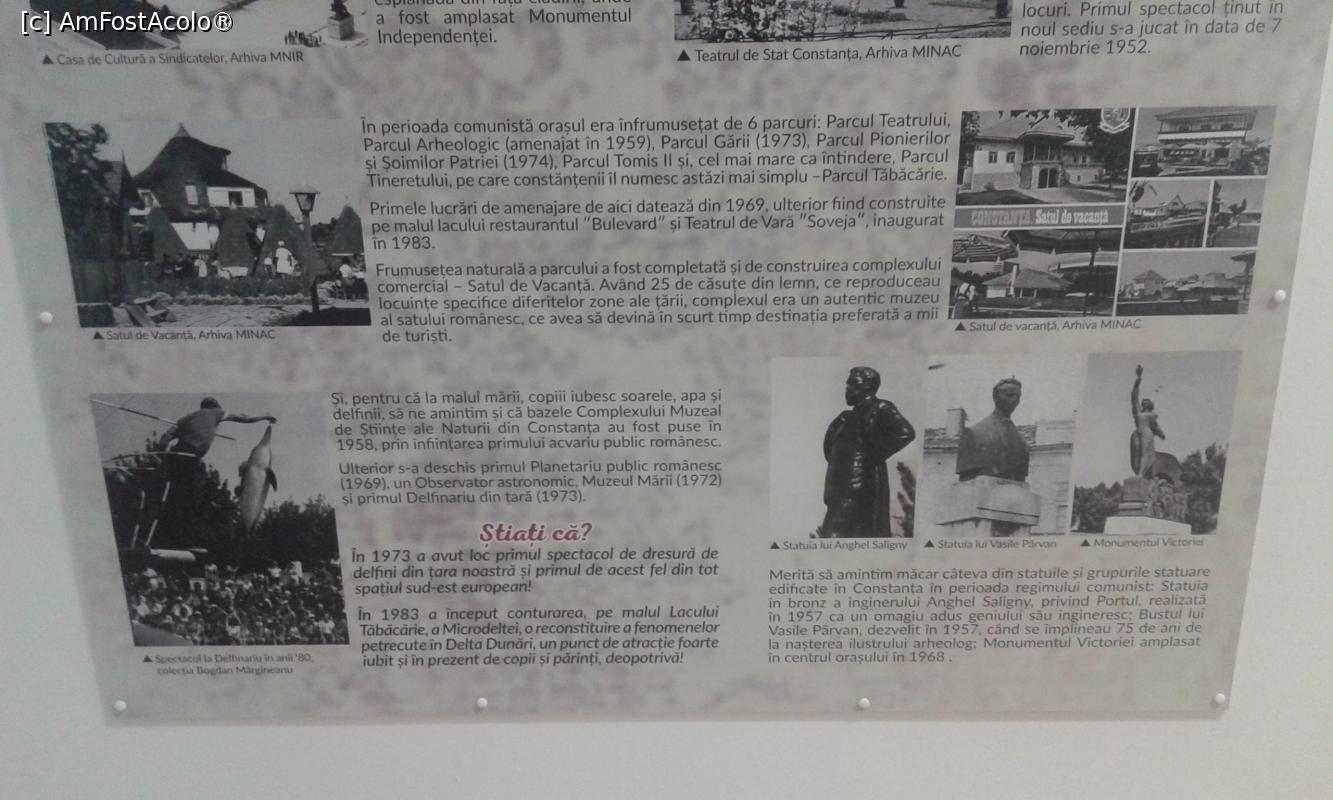 [c] AmFostAcolo®
a fost amplasat Monumentul
Independenței.
▲ Casa de Cultură a Sindicatelor, Arhiva MNIR
▲ Teatrul de Stat Constanța, Arhiva MINAC
locuri. Primul spectacol ținut în
noul sediu s-a jucat în data de 7
noiembrie 1952.
În perioada comunistă orașul era înfrumusețat de 6 parcuri: Parcul Teatrului,
Parcul Arheologic (amenajat în 1959), Parcul Gării (1973), Parcul Pionierilor
și Șoimilor Patriei (1974), Parcul Tomis II și, cel mai mare ca întindere, Parcul
Tineretului, pe care constănțenii îl numesc astăzi mai simplu –Parcul Tăbăcărie.
Primele lucrări de amenajare de aici datează din 1969, ulterior fiind construite
pe malul lacului restaurantul "Bulevard" și Teatrul de Vară "Soveja", inaugurat
în 1983.
Frumusețea naturală a parcului a fost completată și de construirea complexului
comercial – Satul de Vacanță. Având 25 de căsuțe din lemn, ce reproduceau
locuințe specifice diferitelor zone ale țării, complexul era un autentic muzeu
al satului românesc, ce avea să devină în scurt timp destinația preferată a mii
de turiști.
▲ Satul de Vacanță, Arhiva MINAC
CONSTANȚA Satul de vacanță
▲ Satul de vacanță, Arhiva MINAC
Și, pentru că la malul mării, copiii iubesc soarele, apa și
delfinii, să ne amintim și că bazele Complexului Muzeal
de Științe ale Naturii din Constanța au fost puse în
1958, prin înființarea primului acvariu public românesc.
Ulterior s-a deschis primul Planetariu public românesc
(1969), un Observator astronomic, Muzeul Mării (1972)
și primul Delfinariu din țară (1973).
Știați că?
În 1973 a avut loc primul spectacol de dresură de
delfini din țara noastră și primul de acest fel din tot
spațiul sud-est european!
În 1983 a început conturarea, pe malul Lacului
Tăbăcărie, a Microdeltei, o reconstituire a fenomenelor
petrecute în Delta Dunării, un punct de atracție foarte
iubit și în prezent de copii și părinți, deopotrivă!
▲ Spectacol la Delfinariu în anii '80,
colecția Bogdan Mărgineanu
▲ Statuia lui Anghel Saligny
▲ Statuia lui Vasile Pârvan
▲ Monumentul Victoriei
Merită să amintim măcar câteva din statuile și grupurile statuare
edificate în Constanța în perioada regimului comunist: Statuia
în bronz a inginerului Anghel Saligny, privind Portul, realizată
în 1957 ca un omagiu adus geniului său ingineresc; Bustul lui
Vasile Pârvan, dezvelit în 1957, când se împlineau 75 de ani de
la nașterea ilustrului arheolog; Monumentul Victoriei amplasat
în centrul orașului în 1968 .